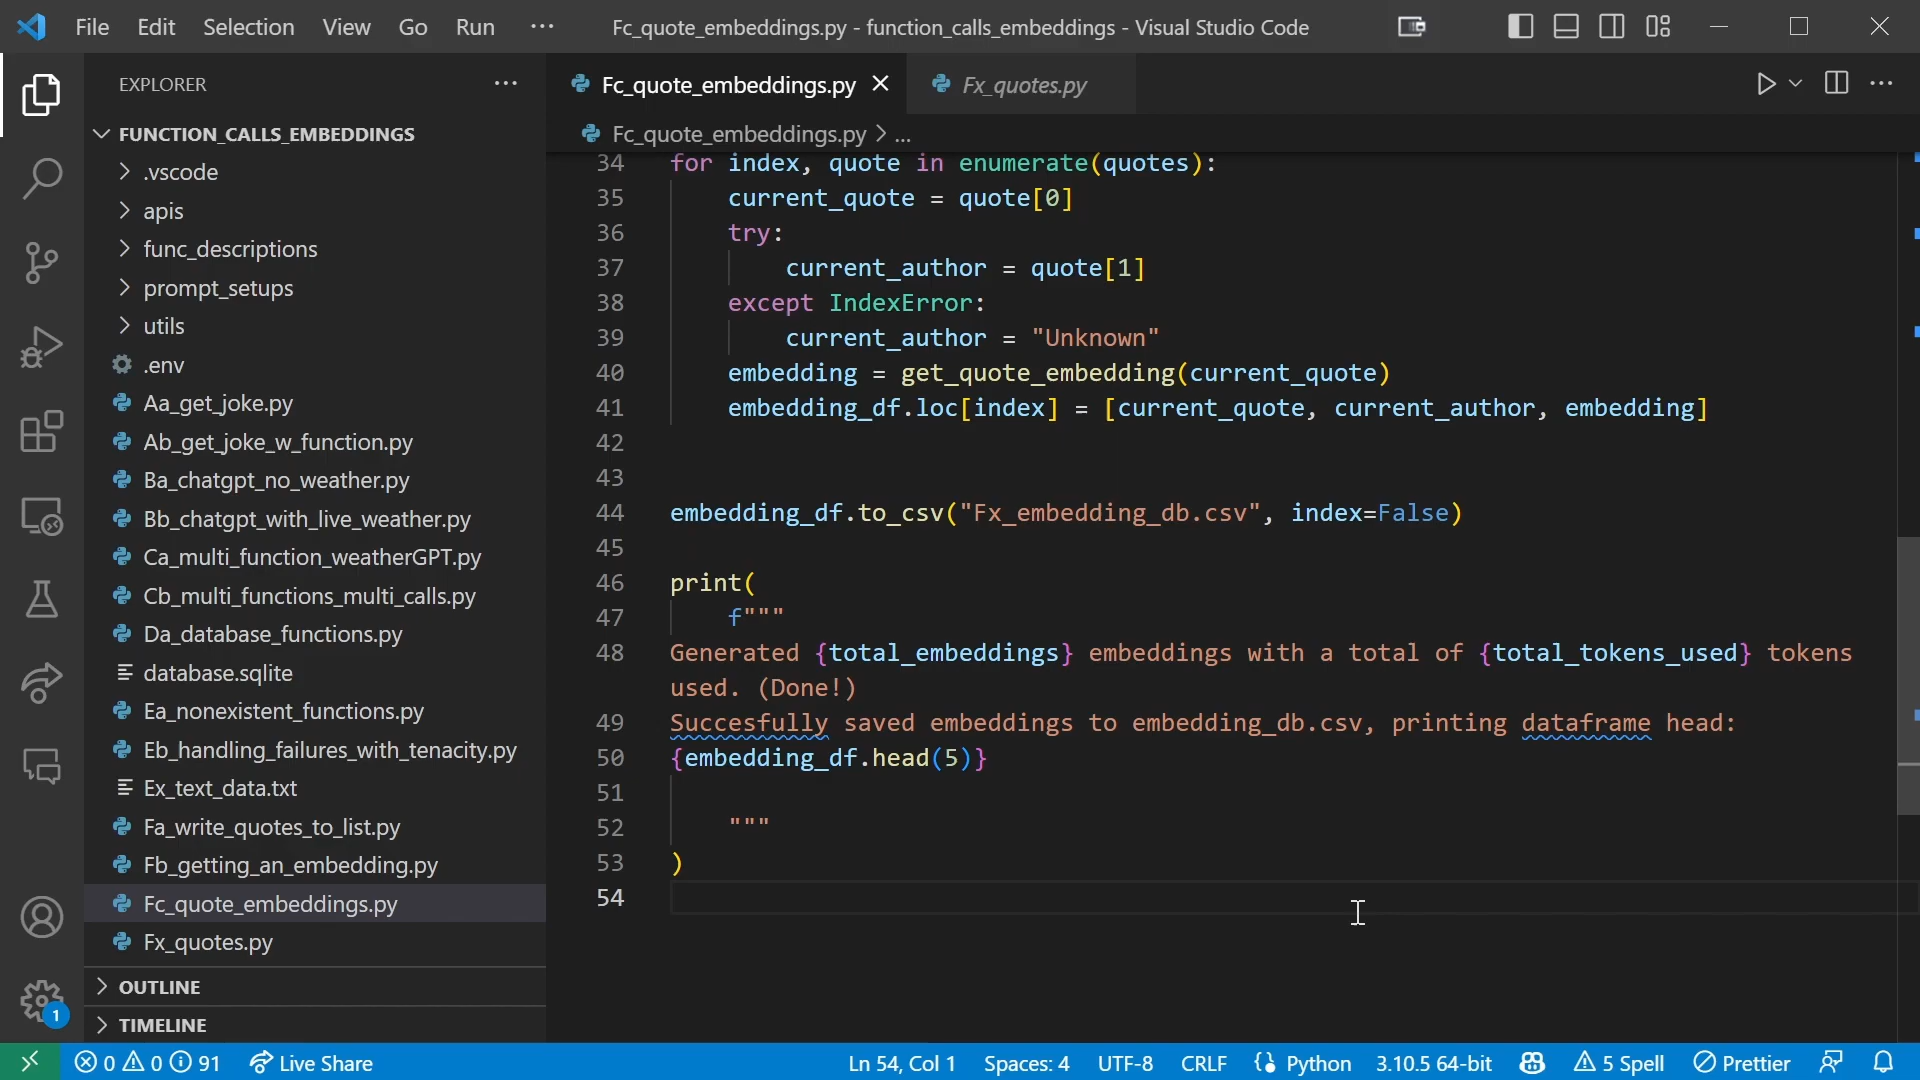 File Edit Selection View Go Run ··· Fc_quote_embeddings.py - function_calls_embeddings - Visual Studio Code
EXPLORER
FUNCTION_CALLS_EMBEDDINGS
.vscode
apis
func_descriptions
prompt_setups
utils
.env
Aa_get_joke.py
Ab_get_joke_w_function.py
Ba_chatgpt_no_weather.py
Bb_chatgpt_with_live_weather.py
Ca_multi_function_weatherGPT.py
Cb_multi_functions_multi_calls.py
Da_database_functions.py
database.sqlite
Ea_nonexistent_functions.py
Eb_handling_failures_with_tenacity.py
Ex_text_data.txt
Fa_write_quotes_to_list.py
Fb_getting_an_embedding.py
Fc_quote_embeddings.py
Fx_quotes.py
OUTLINE
TIMELINE
1
Fc_quote_embeddings.py Fx_quotes.py
Fc_quote_embeddings.py > ...
34 for index, quote in enumerate(quotes):
35     current_quote = quote[0]
36     try:
37         current_author = quote[1]
38     except IndexError:
39         current_author = "Unknown"
40     embedding = get_quote_embedding(current_quote)
41     embedding_df.loc[index] = [current_quote, current_author, embedding]
42
43
44 embedding_df.to_csv("Fx_embedding_db.csv", index=False)
45
46 print(
47     f"""
48 Generated {total_embeddings} embeddings with a total of {total_tokens_used} tokens
used. (Done!)
49 Succesfully saved embeddings to embedding_db.csv, printing dataframe head:
50 {embedding_df.head(5)}
51
52     """
53 )
54
0 0 91 Live Share Ln 54, Col 1 Spaces: 4 UTF-8 CRLF Python 3.10.5 64-bit 5 Spell Prettier